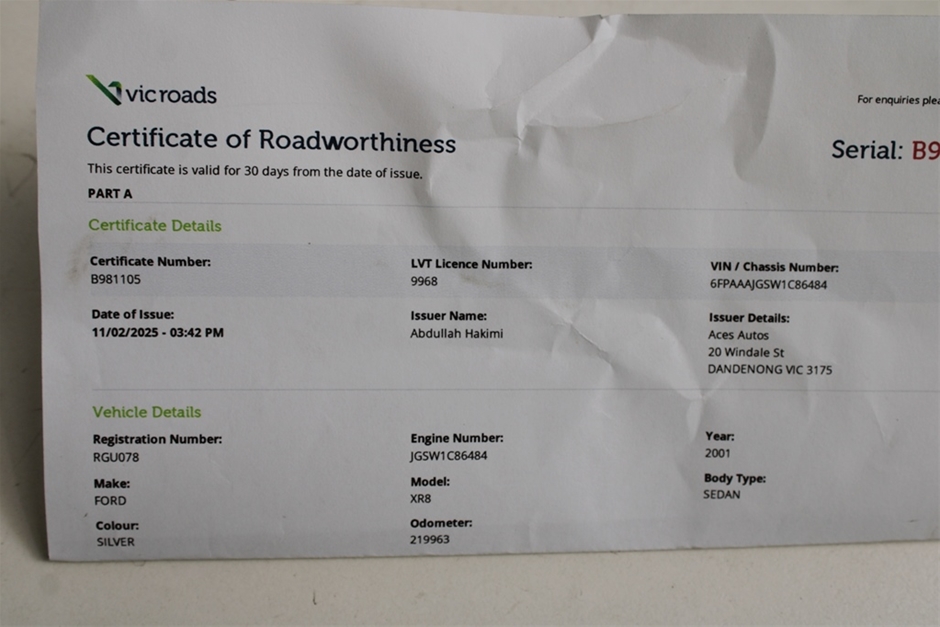 vicroads
For enquiries
Certificate of Roadworthiness
Serial: B9
This certificate is valid for 30 days from the date of issue.
PART A
Certificate Details
Certificate Number: LVT Licence Number: VIN / Chassis Number:
B981105 9968 6FPAAAJGSW1C86484
Date of Issue: Issuer Name: Issuer Details:
11/02/2025 - 03:42 PM Abdullah Hakimi Aces Autos
20 Windale St
DANDENONG VIC 3175
Vehicle Details
Registration Number: Engine Number: Year:
RGU078 JGSW1C86484 2001
Make: Model: Body Type:
FORD XR8 SEDAN
Colour: Odometer:
SILVER 219963